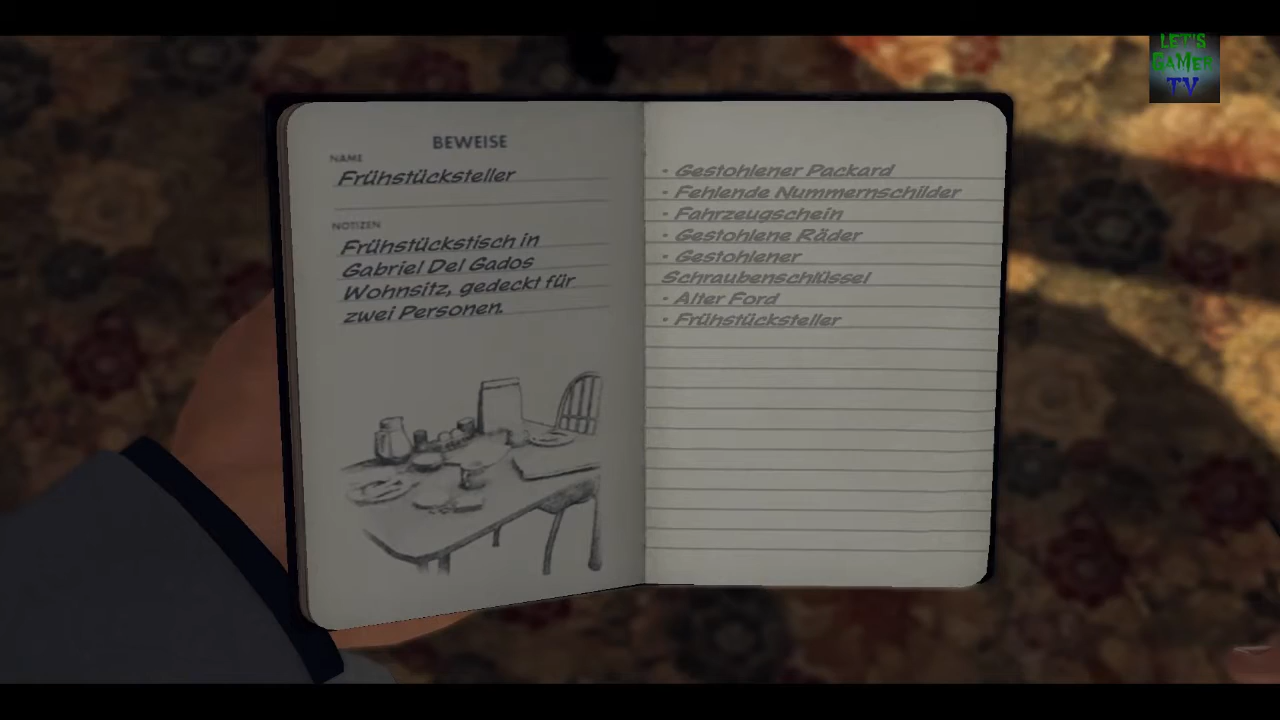 LET'S
GAMER
TV
BEWEISE
NAME
Frühstücksteller
NOTIZEN
Frühstückstisch in
Gabriel Del Gados
Wohnsitz, gedeckt für
zwei Personen.
• Gestohlener Packard
• Fehlende Nummernschilder
• Fahrzeugschein
• Gestohlene Räder
• Gestohlener
Schraubenschlüssel
• Alter Ford
• Frühstücksteller